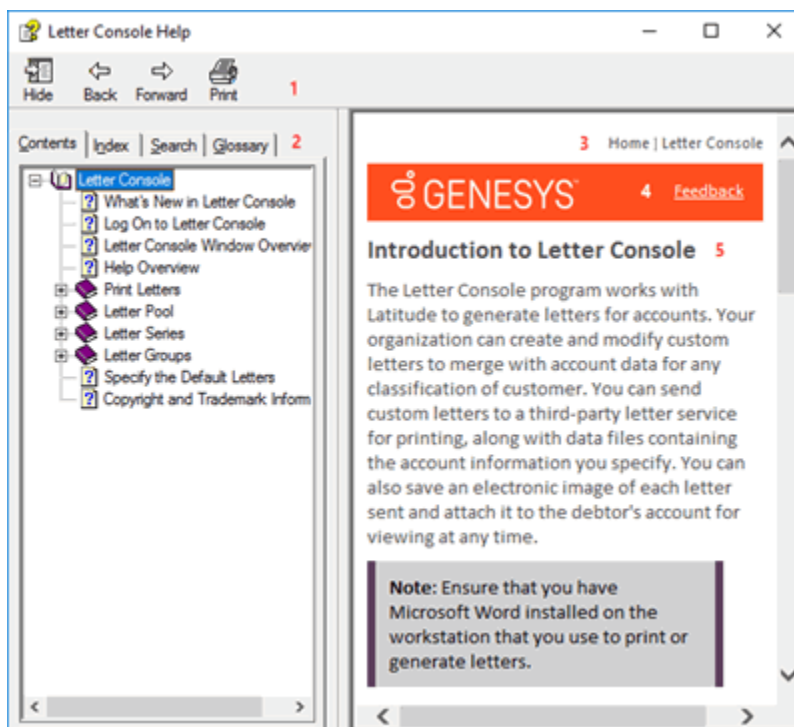 Letter Console Help
Hide Back Forward Print 1
Contents Index Search Glossary 2
Letter Console
What's New in Letter Console
Log On to Letter Console
Letter Console Window Overvie
Help Overview
Print Letters
Letter Pool
Letter Series
Letter Groups
Specify the Default Letters
Copyright and Trademark Inform
3 Home | Letter Console
GENESYS 4 Feedback
Introduction to Letter Console 5
The Letter Console program works with
Latitude to generate letters for accounts. Your
organization can create and modify custom
letters to merge with account data for any
classification of customer. You can send
custom letters to a third-party letter service
for printing, along with data files containing
the account information you specify. You can
also save an electronic image of each letter
sent and attach it to the debtor's account for
viewing at any time.
Note: Ensure that you have
Microsoft Word installed on the
workstation that you use to print or
generate letters.